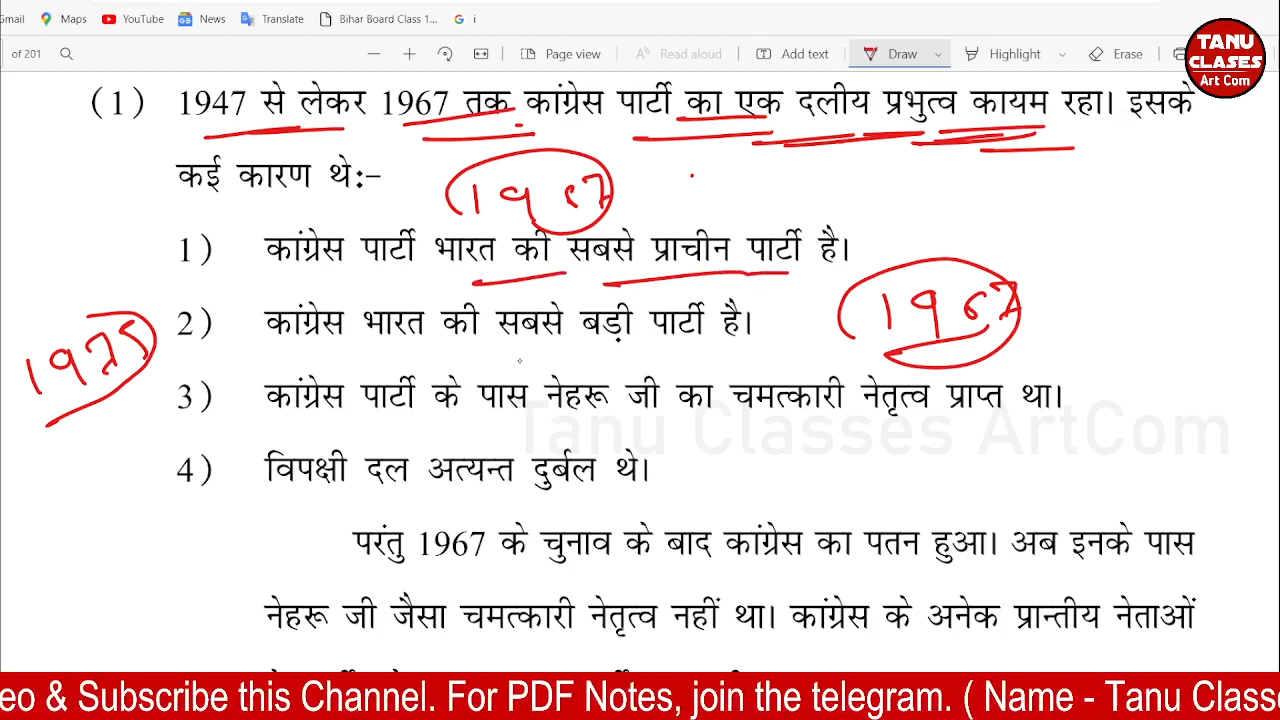 Gmail Maps YouTube News Translate Bihar Board Class 1... i
of 201 Page view Read aloud Add text Draw Highlight Erase
TANU
CLASES
Art Com
(1) 1947 से लेकर 1967 तक कांग्रेस पार्टी का एक दलीय प्रभुत्व कायम रहा। इसके
कई कारण थे:-
1967
1) कांग्रेस पार्टी भारत की सबसे प्राचीन पार्टी है।
1967
2) कांग्रेस भारत की सबसे बड़ी पार्टी है।
1975
3) कांग्रेस पार्टी के पास नेहरू जी का चमत्कारी नेतृत्व प्राप्त था।
Tanu Classes ArtCom
4) विपक्षी दल अत्यन्त दुर्बल थे।
परंतु 1967 के चुनाव के बाद कांग्रेस का पतन हुआ। अब इनके पास
नेहरू जी जैसा चमत्कारी नेतृत्व नहीं था। कांग्रेस के अनेक प्रान्तीय नेताओं
eo & Subscribe this Channel. For PDF Notes, join the telegram. ( Name - Tanu Class